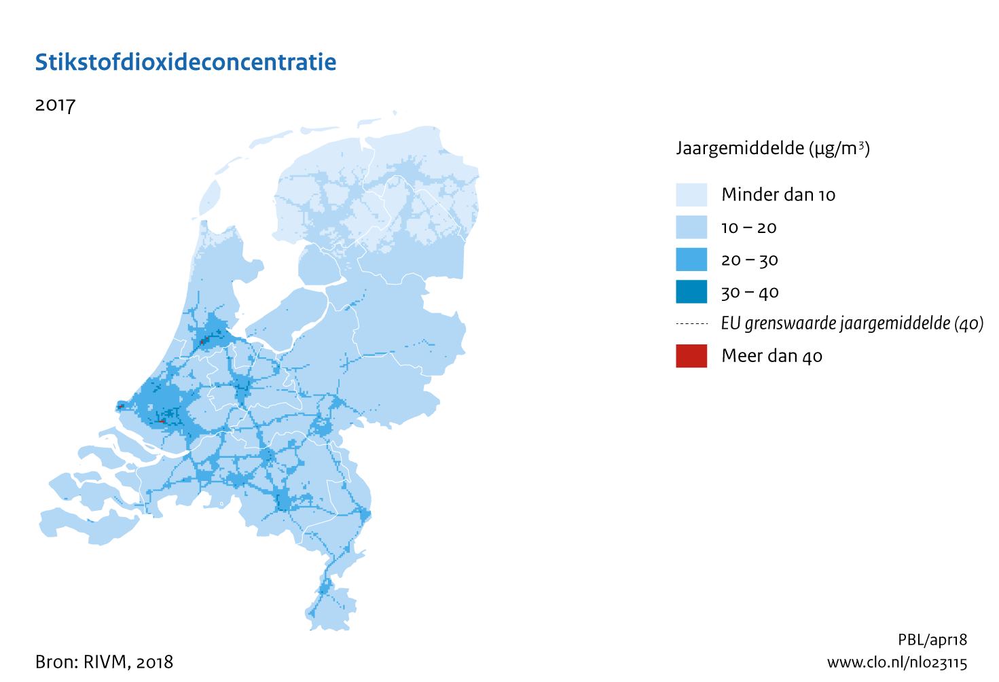 Stikstofdioxideconcentratie
2017
Jaargemiddelde (µg/m³)
Minder dan 10
10 – 20
20 – 30
30 – 40
EU grenswaarde jaargemiddelde (40)
Meer dan 40
PBL/apr18
Bron: RIVM, 2018
www.clo.nl/nl023115